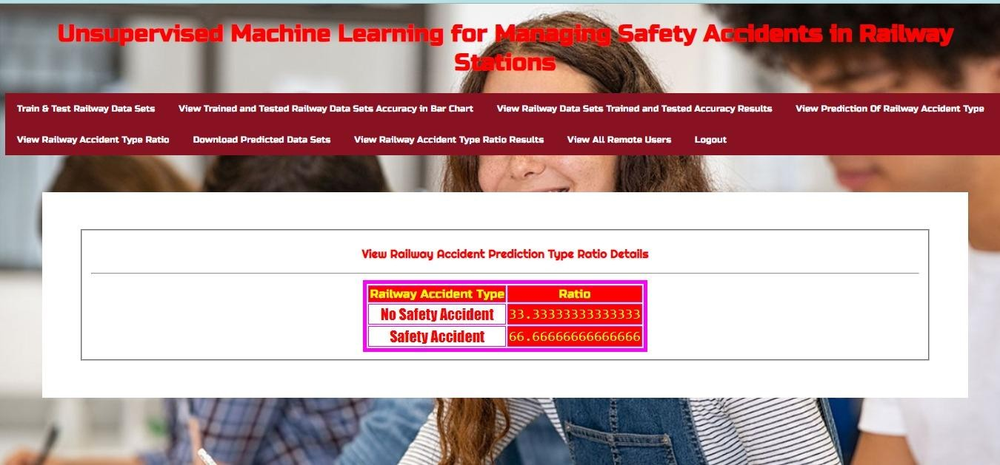 Unsupervised Machine Learning for Managing Safety Accidents in Railway
Stations
Train & Test Railway Data Sets View Trained and Tested Railway Data Sets Accuracy in Bar Chart View Railway Data Sets Trained and Tested Accuracy Results View Prediction Of Railway Accident Type
View Railway Accident Type Ratio Download Predicted Data Sets View Railway Accident Type Ratio Results View All Remote Users Logout
View Railway Accident Prediction Type Ratio Details
Railway Accident Type Ratio
No Safety Accident 33.33333333333333
Safety Accident 66.66666666666666